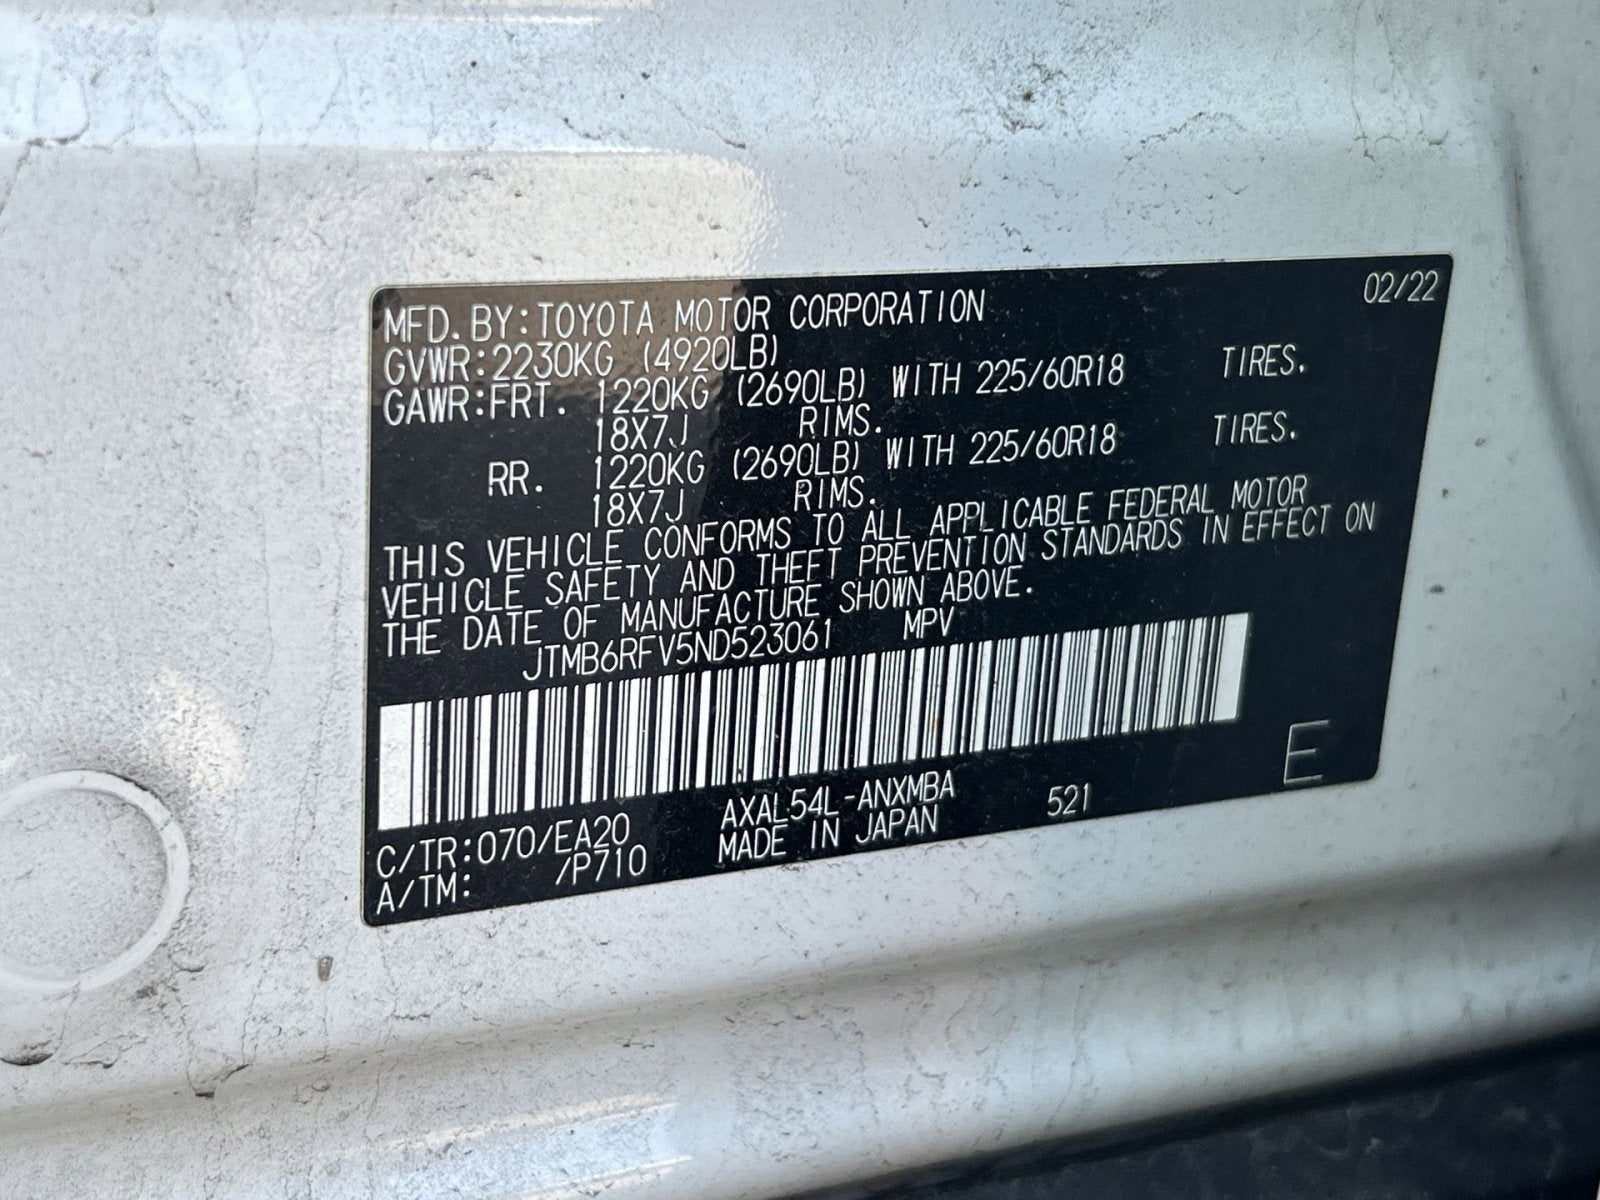 02/22
MFD.BY:TOYOTA MOTOR CORPORATION
GVWR:2230KG (4920LB)
GAWR:FRT. 1220KG (2690LB) WITH 225/60R18 TIRES.
18X7J RIMS.
RR. 1220KG (2690LB) WITH 225/60R18 TIRES.
18X7J RIMS.
THIS VEHICLE CONFORMS TO ALL APPLICABLE FEDERAL MOTOR
VEHICLE SAFETY AND THEFT PREVENTION STANDARDS IN EFFECT ON
THE DATE OF MANUFACTURE SHOWN ABOVE.
JTMB6RFV5ND523061 MPV
E
C/TR:070/EA20 AXAL54L-ANXMBA 521
A/TM: /P710 MADE IN JAPAN